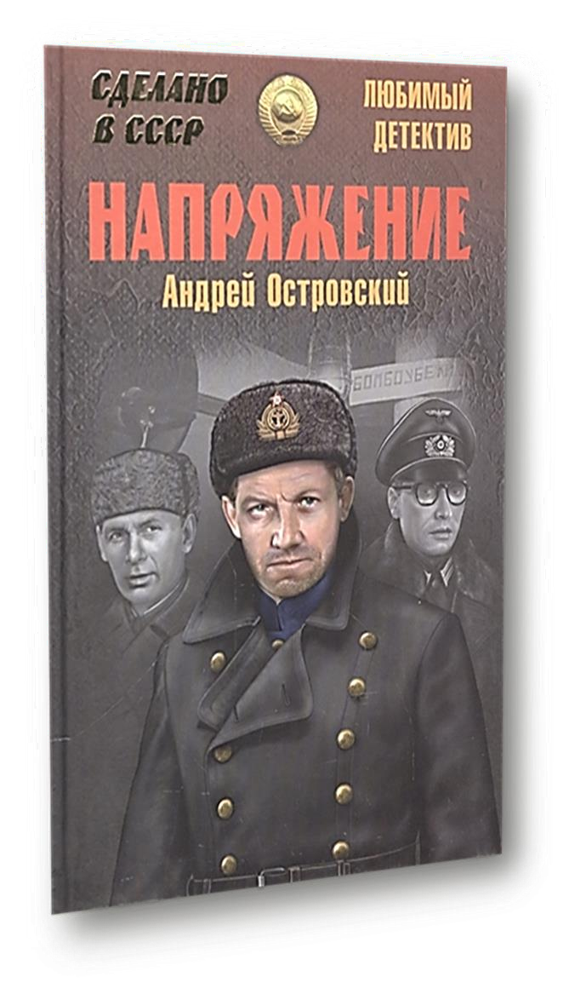 СДЕЛАНО
В СССР
ЛЮБИМЫЙ
ДЕТЕКТИВ
НАПРЯЖЕНИЕ
Андрей Островский